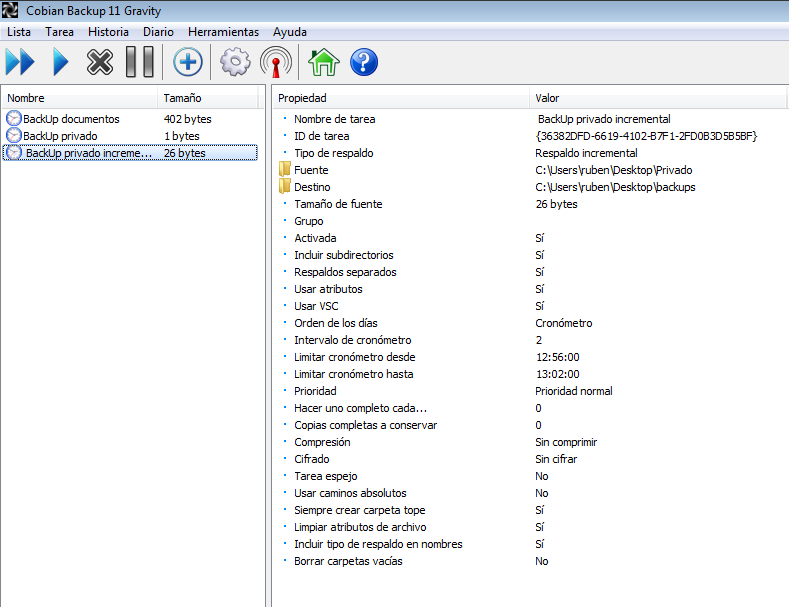 Cobian Backup 11 Gravity
Lista Tarea Historia Diario Herramientas Ayuda
Nombre Tamaño
BackUp documentos 402 bytes
BackUp privado 1 bytes
BackUp privado increme... 26 bytes
Propiedad Valor
Nombre de tarea BackUp privado incremental
ID de tarea {36382DFD-6619-4102-B7F1-2FD0B3D5B5BF}
Tipo de respaldo Respaldo incremental
Fuente C:\Users\ruben\Desktop\Privado
Destino C:\Users\ruben\Desktop\backups
Tamaño de fuente 26 bytes
Grupo
Activada Sí
Incluir subdirectorios Sí
Respaldos separados Sí
Usar atributos Sí
Usar VSC Sí
Orden de los días Cronómetro
Intervalo de cronómetro 2
Limitar cronómetro desde 12:56:00
Limitar cronómetro hasta 13:02:00
Prioridad Prioridad normal
Hacer uno completo cada... 0
Copias completas a conservar 0
Compresión Sin comprimir
Cifrado Sin cifrar
Tarea espejo No
Usar caminos absolutos No
Siempre crear carpeta tope Sí
Limpiar atributos de archivo Sí
Incluir tipo de respaldo en nombres Sí
Borrar carpetas vacías No